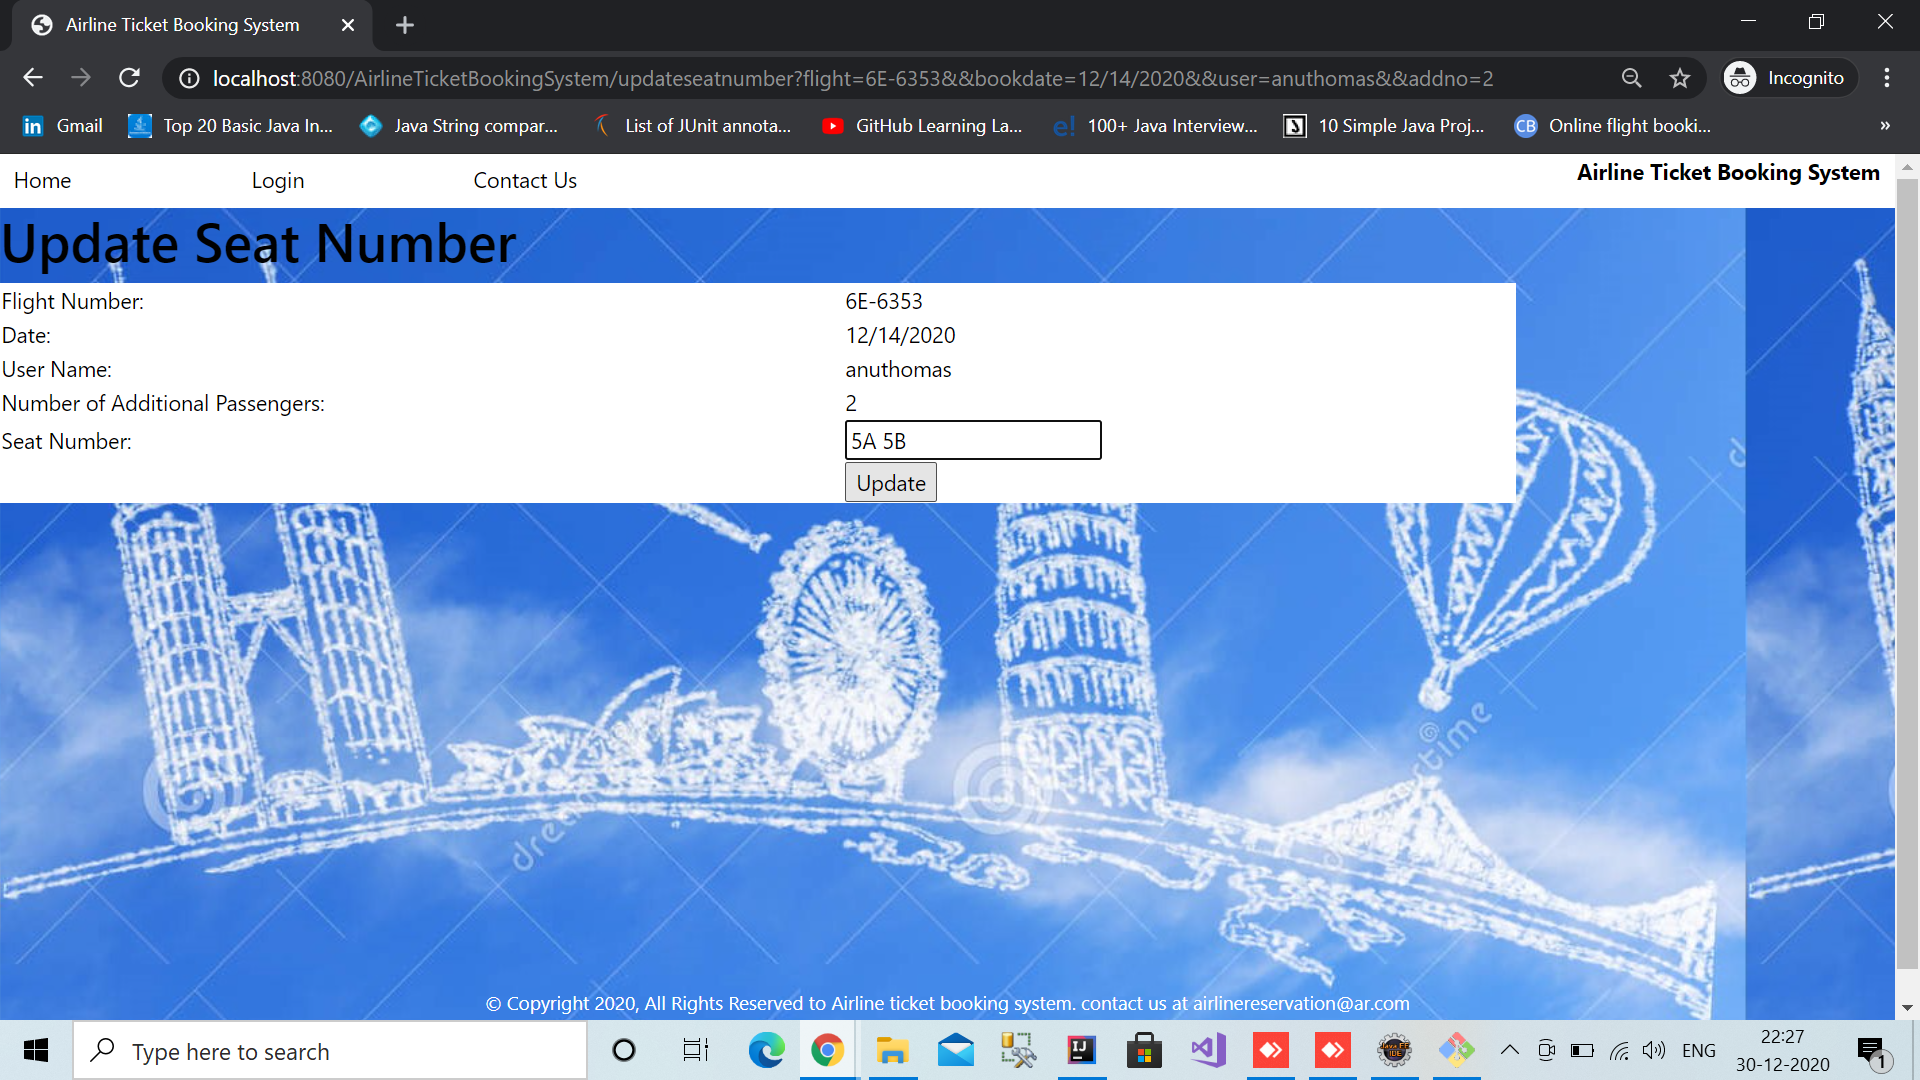 Airline Ticket Booking System
localhost:8080/AirlineTicketBookingSystem/updateseatnumber?flight=6E-6353&&bookdate=12/14/2020&&user=anuthomas&&addno=2
Incognito
Gmail Top 20 Basic Java In... Java String compar... List of JUnit annota... GitHub Learning La... 100+ Java Interview... 10 Simple Java Proj... Online flight booki... »
Home Login Contact Us Airline Ticket Booking System
Update Seat Number
Flight Number: 6E-6353
Date: 12/14/2020
User Name: anuthomas
Number of Additional Passengers: 2
Seat Number: 5A 5B
Update
© Copyright 2020, All Rights Reserved to Airline ticket booking system. contact us at airlinereservation@ar.com
Type here to search
ENG
22:27
30-12-2020
1